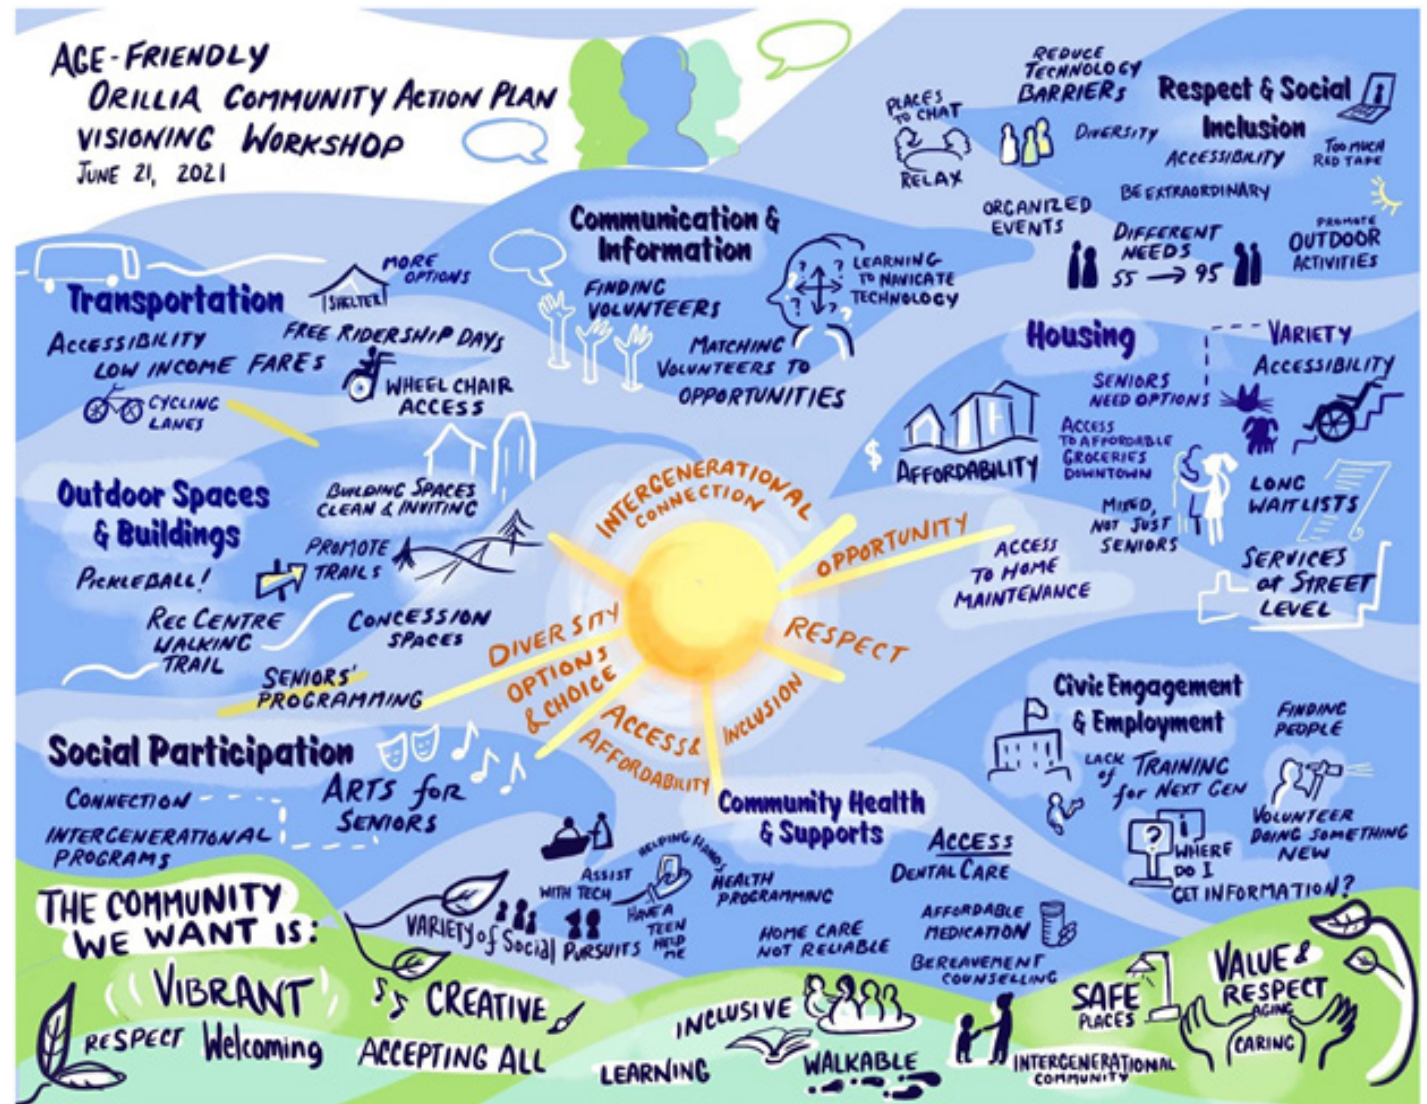 AGE-FRIENDLY
ORILLIA COMMUNITY ACTION PLAN
VISIONING WORKSHOP
JUNE 21, 2021
Respect & Social
Inclusion
REDUCE
TECHNOLOGY
BARRIERS
PLACES
TO CHAT
RELAX
DIVERSITY
ACCESSIBILITY
TOO MUCH
RED TAPE
BE EXTRAORDINARY
ORGANIZED
EVENTS
DIFFERENT
NEEDS
55 → 95
PROMOTE
OUTDOOR
ACTIVITIES
Communication &
Information
FINDING
VOLUNTEERS
LEARNING
TO NAVICATE
TECHNOLOGY
MATCHING
VOLUNTEERS TO
OPPORTUNITIES
Transportation
SHELTER
MORE
OPTIONS
ACCESSIBILITY
FREE RIDERSHIP DAYS
LOW INCOME FARES
WHEEL CHAIR
ACCESS
CYCLING
LANES
Housing
VARIETY
ACCESSIBILITY
SENIORS
NEED OPTIONS
$
AFFORDABILITY
ACCESS
TO AFFORDABLE
GROCERIES
DOWNTOWN
LONG
WAITLISTS
MIXED,
NOT JUST
SENIORS
ACCESS
TO HOME
MAINTENANCE
SERVICES
at STREET
LEVEL
Outdoor Spaces
& Buildings
BUILDING SPACES
CLEAN & INVITING
PICKLEBALL!
PROMOTE
TRAILS
REC CENTRE
WALKING
TRAIL
CONCESSION
SPACES
SENIORS'
PROGRAMMING
INTERGENERATIONAL
CONNECTION
OPPORTUNITY
RESPECT
INCLUSION
ACCESS &
AFFORDABILITY
OPTIONS
& CHOICE
DIVERSITY
Social Participation
CONNECTION
ARTS for
SENIORS
INTERGENERATIONAL
PROGRAMS
VARIETY of Social PURSUITS
Community Health
& Supports
HELPING HANDS
ASSIST
WITH TECH
HAVE A
TEEN
HELP
ME
HEALTH
PROGRAMMING
ACCESS
DENTAL CARE
HOME CARE
NOT RELIABLE
AFFORDABLE
MEDICATION
BEREAVEMENT
COUNSELLING
Civic Engagement
& Employment
FINDING
PEOPLE
LACK
of TRAINING
for NEXT GEN
VOLUNTEER
DOING SOMETHING
NEW
? i
WHERE
DO I
GET INFORMATION?
THE COMMUNITY
WE WANT IS:
VIBRANT
RESPECT
Welcoming
CREATIVE
ACCEPTING ALL
INCLUSIVE
LEARNING
WALKABLE
SAFE
PLACES
INTERGENERATIONAL
COMMUNITY
VALUE &
RESPECT
AGING
CARING